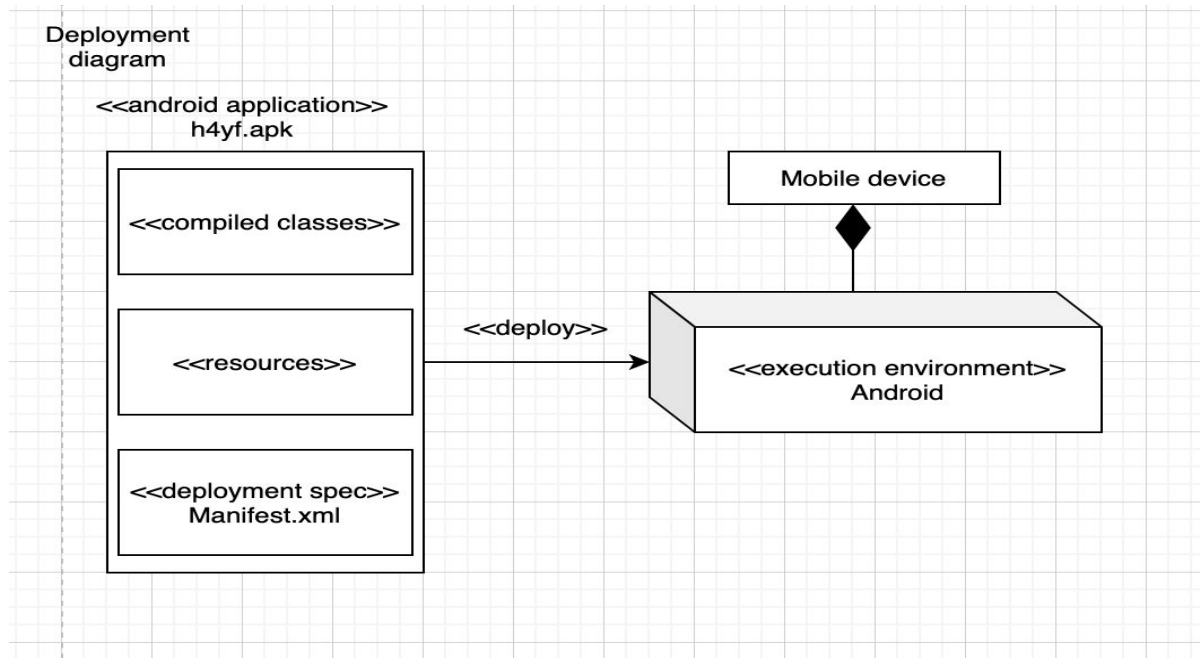 Deployment
diagram
<<android application>>
h4yf.apk
<<compiled classes>>
<<resources>>
<<deployment spec>>
Manifest.xml
<<deploy>>
Mobile device
<<execution environment>>
Android